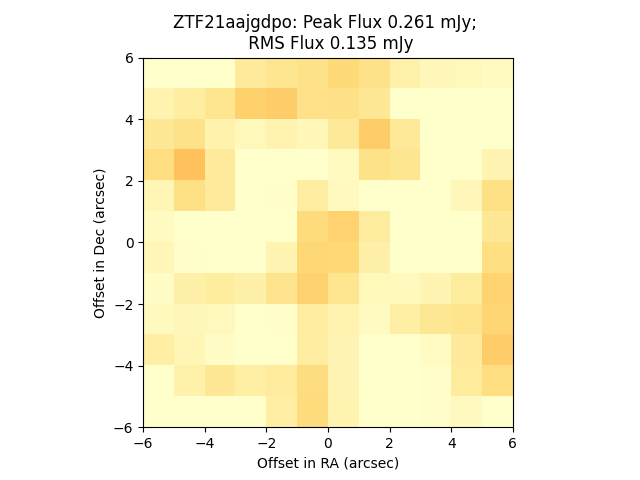 ZTF21aajgdpo: Peak Flux 0.261 mJy;
RMS Flux 0.135 mJy
6
4
2
0
−2
−4
−6
Offset in Dec (arcsec)
−6 −4 −2 0 2 4 6
Offset in RA (arcsec)